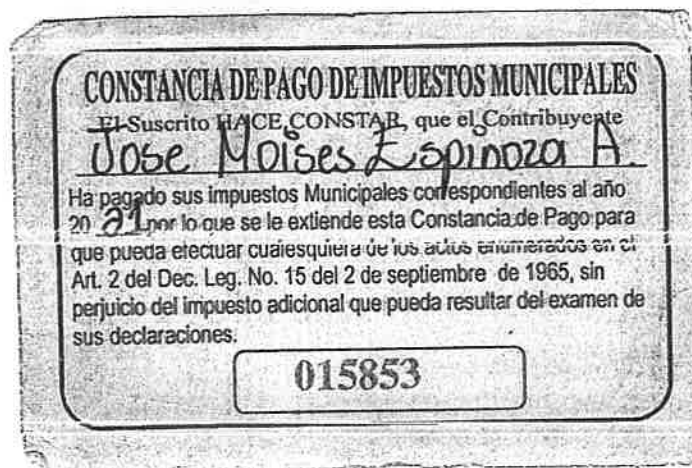 CONSTANCIA DE PAGO DE IMPUESTOS MUNICIPALES
El Suscrito HACE CONSTAR, que el Contribuyente
Jose Moises Espinoza A.
Ha pagado sus impuestos Municipales correspondientes al año
20 21 por lo que se le extiende esta Constancia de Pago para
que pueda efectuar cualesquiera de los actos enumerados en el
Art. 2 del Dec. Leg. No. 15 del 2 de septiembre de 1965, sin
perjuicio del impuesto adicional que pueda resultar del examen de
sus declaraciones.
015853